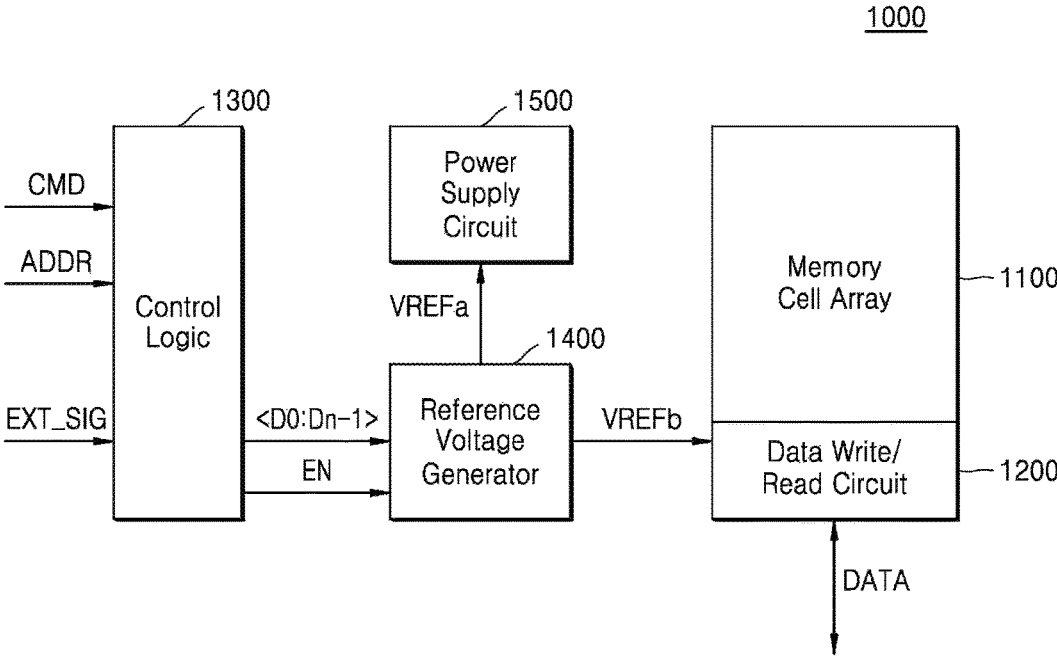 1000
1300
1500
CMD
Power
Supply
Circuit
ADDR
Memory
Cell Array
1100
Control
Logic
VREFa
1400
EXT_SIG
<D0:Dn-1>
Reference
Voltage
Generator
VREFb
EN
Data Write/
Read Circuit
1200
DATA